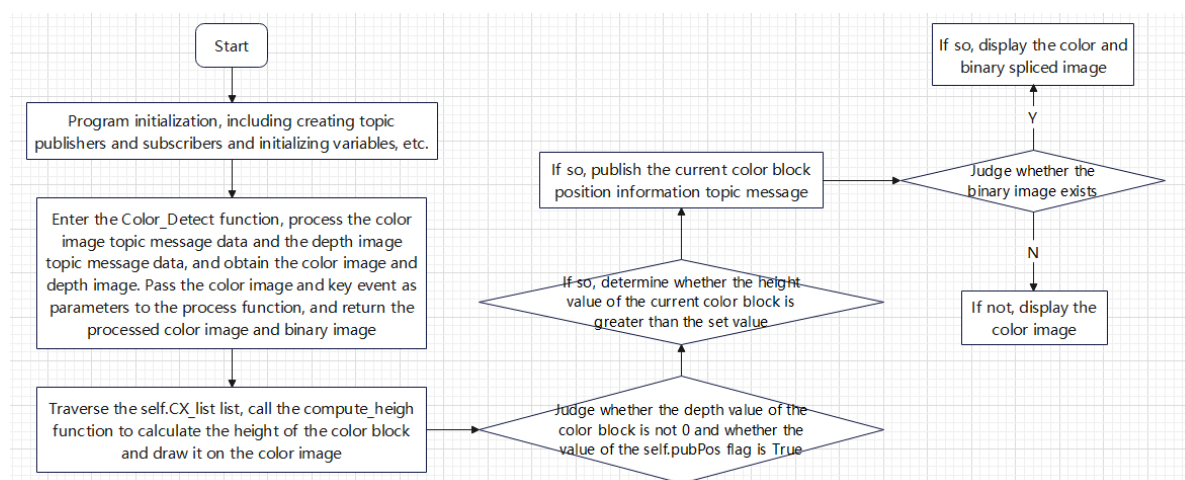 Start
Program initialization, including creating topic
publishers and subscribers and initializing variables, etc.
Enter the Color_Detect function, process the color
image topic message data and the depth image
topic message data, and obtain the color image and
depth image. Pass the color image and key event as
parameters to the process function, and return the
processed color image and binary image
Traverse the self.CX_list list, call the compute_heigh
function to calculate the height of the color block
and draw it on the color image
Judge whether the depth value of the
color block is not 0 and whether the
value of the self.pubPos flag is True
If so, determine whether the height
value of the current color block is
greater than the set value
If so, publish the current color block
position information topic message
Judge whether the
binary image exists
Y
If so, display the color and
binary spliced image
N
If not, display the
color image